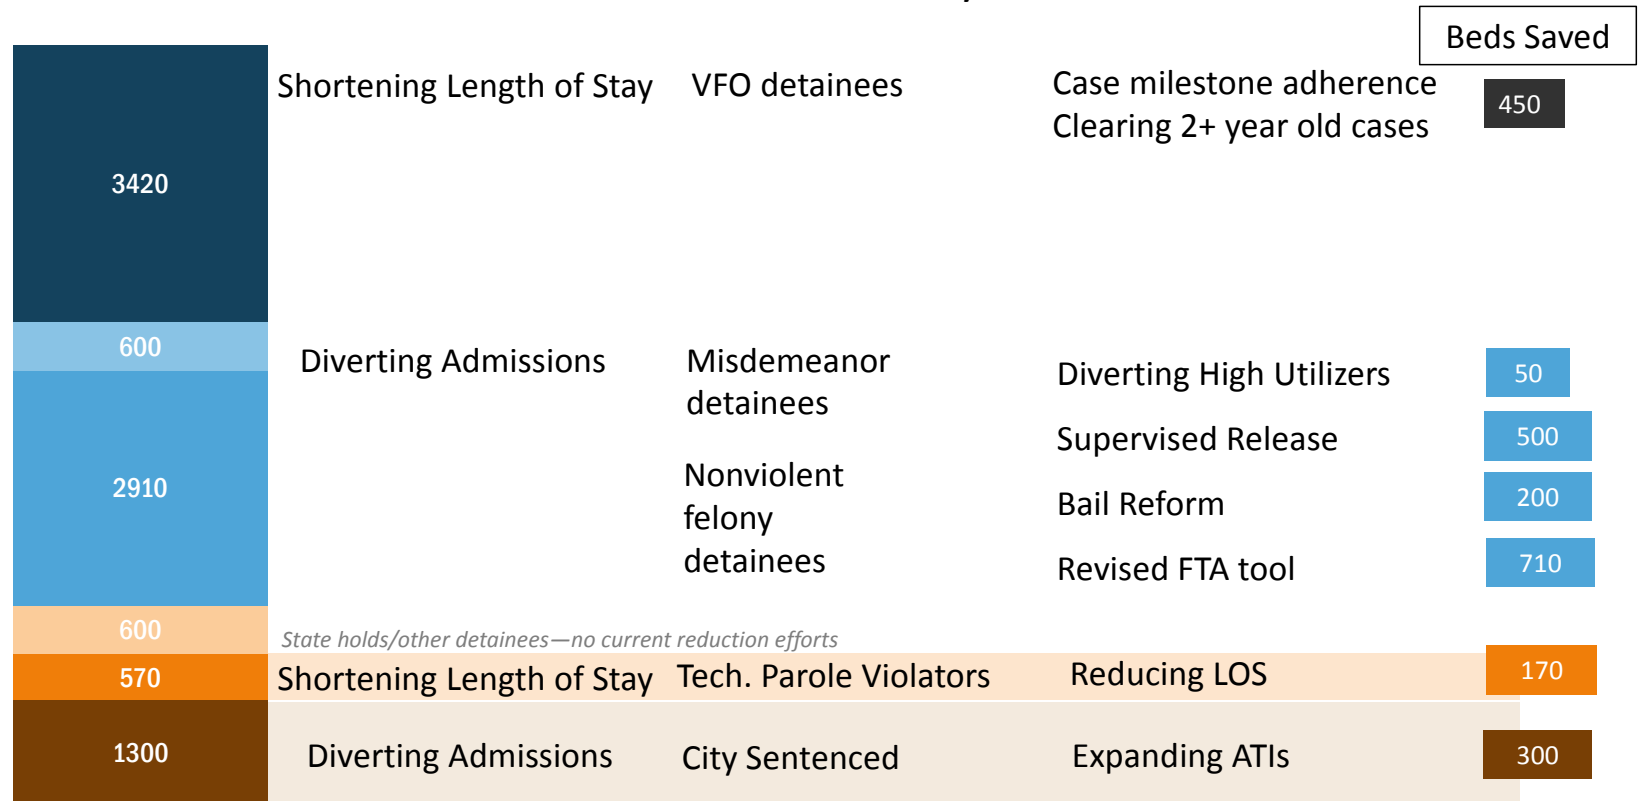 Beds Saved
Shortening Length of Stay
VFO detainees
Case milestone adherence
Clearing 2+ year old cases
450
3420
600
Diverting Admissions
Misdemeanor
detainees
Diverting High Utilizers
50
Supervised Release
500
2910
Nonviolent
felony
detainees
Bail Reform
200
Revised FTA tool
710
600
State holds/other detainees—no current reduction efforts
570
Shortening Length of Stay
Tech. Parole Violators
Reducing LOS
170
1300
Diverting Admissions
City Sentenced
Expanding ATIs
300